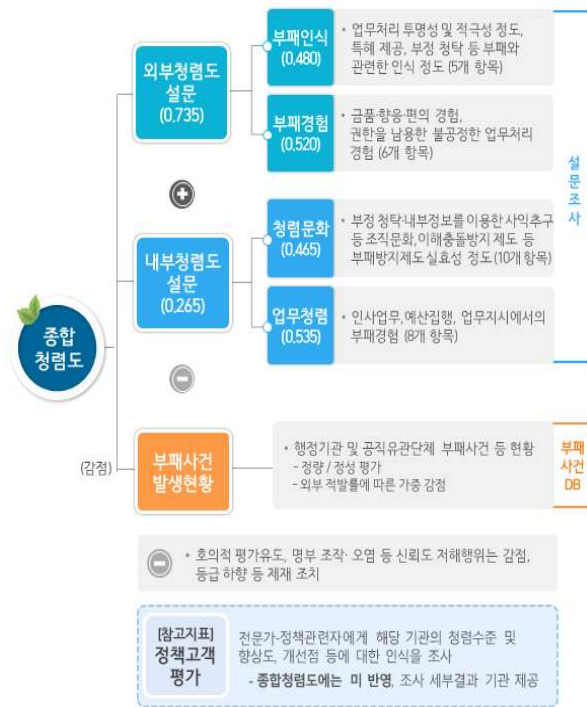 종합
청렴도
외부청렴도
설문
(0.735)
부패인식
(0.480)
• 업무처리 투명성 및 적극성 정도,
특혜 제공, 부정 청탁 등 부패와
관련한 인식 정도 (5개 항목)
부패경험
(0.520)
• 금품·향응·편의 경험,
권한을 남용한 불공정한 업무처리
경험 (6개 항목)
내부청렴도
설문
(0.265)
청렴문화
(0.465)
• 부정 청탁·내부정보를 이용한 사익추구
등 조직문화, 이해충돌방지 제도 등
부패방지제도 실효성 정도 (10개 항목)
업무청렴
(0.535)
• 인사업무, 예산집행, 업무지시에서의
부패경험 (8개 항목)
설문조사
(감점)
부패사건
발생현황
• 행정기관 및 공직유관단체 부패사건 등 현황
- 정량 / 정성 평가
- 외부 적발률에 따른 가중 감점
부패
사건
DB
• 호의적 평가유도, 명부 조작· 오염 등 신뢰도 저해행위는 감점,
등급 하향 등 제재 조치
[참고지표]
정책고객
평가
전문가·정책관련자에게 해당 기관의 청렴수준 및
향상도, 개선점 등에 대한 인식을 조사
- 종합청렴도에는 미 반영, 조사 세부결과 기관 제공